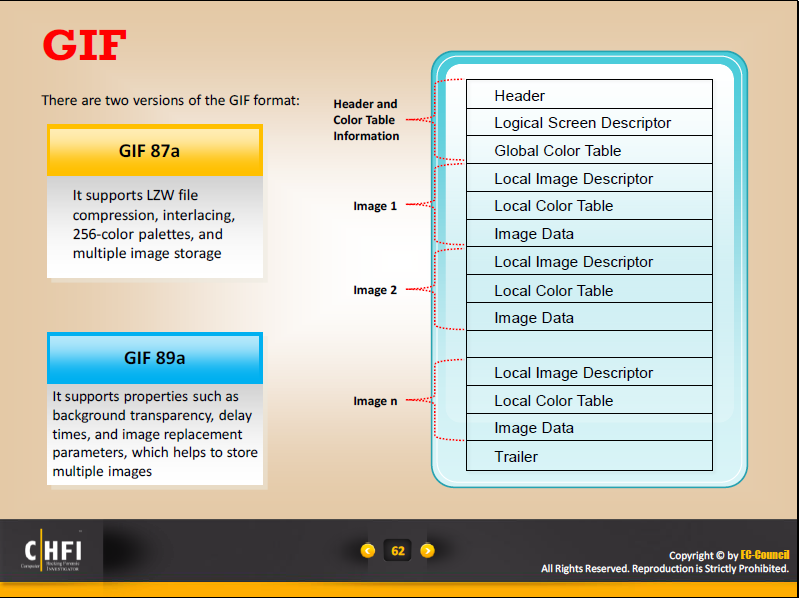 GIF
There are two versions of the GIF format:
GIF 87a
It supports LZW file
compression, interlacing,
256-color palettes, and
multiple image storage
GIF 89a
It supports properties such as
background transparency, delay
times, and image replacement
parameters, which helps to store
multiple images
Header and
Color Table
Information
Image 1
Image 2
Image n
Header
Logical Screen Descriptor
Global Color Table
Local Image Descriptor
Local Color Table
Image Data
Local Image Descriptor
Local Color Table
Image Data
Local Image Descriptor
Local Color Table
Image Data
Trailer
CHFI
Computer Hacking Forensic
INVESTIGATOR
62
Copyright © by EC-Council
All Rights Reserved. Reproduction is Strictly Prohibited.